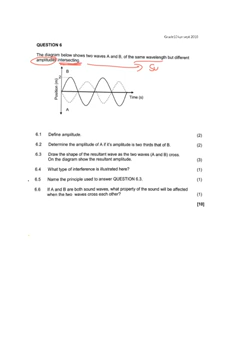 Grade10/Jun and 2015
QUESTION 6
The diagram below shows two waves A and B, of the same wavelength but different
amplitudes intersecting.
B
Position (m)
Time (s)
A
6.1 Define amplitude. (2)
6.2 Determine the amplitude of A if it's amplitude is two thirds that of B. (2)
6.3 Draw the shape of the resultant wave as the two waves (A and B) cross.
On the diagram show the resultant amplitude. (3)
6.4 What type of interference is illustrated here? (1)
6.5 Name the principle used to answer QUESTION 6.3. (1)
6.6 If A and B are both sound waves, what property of the sound will be affected
when the two waves cross each other? (1)
[10]